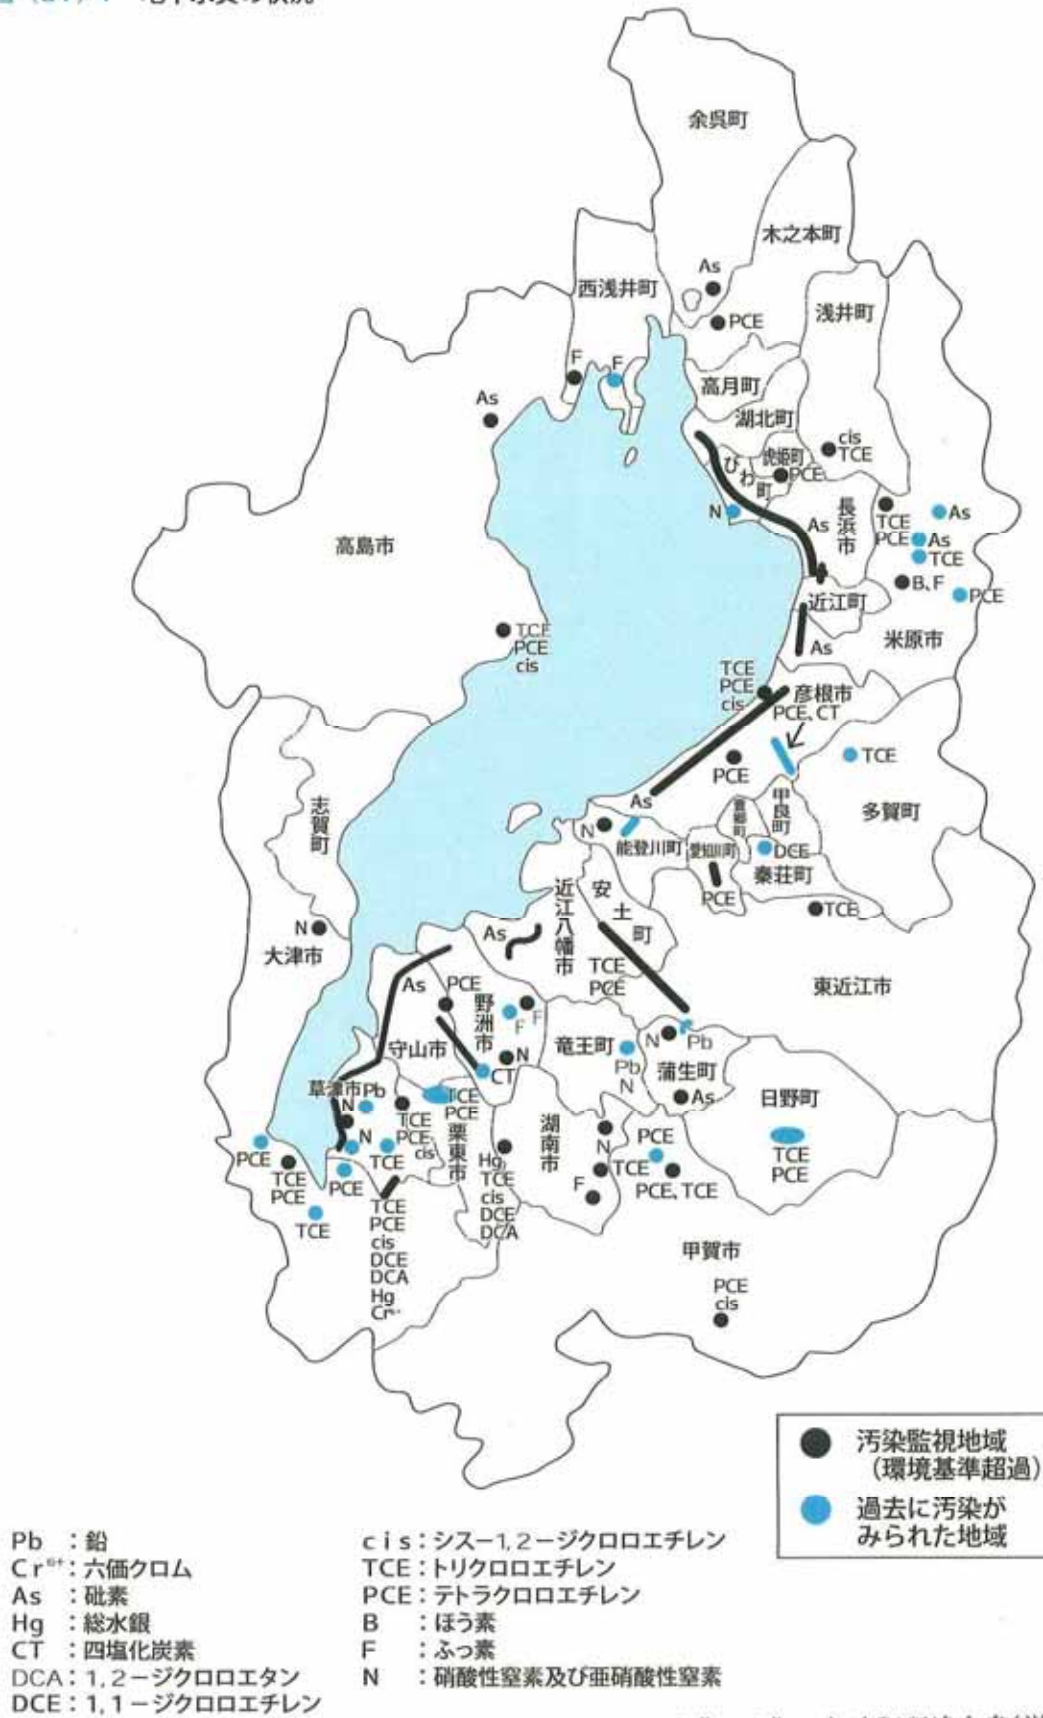 余呉町
木之本町
As
西浅井町
浅井町
PCE
F
F
高月町
As
湖北町
cis
TCE
虎姫町
PCE
びわ町
N
As
長浜市
TCE
PCE
As
As
TCE
高島市
B、F
PCE
近江町
米原市
As
TCE
PCE
cis
TCE
PCE
cis
彦根市
PCE、CT
TCE
PCE
甲良町
多賀町
志賀町
As
N
能登川町
愛知川町
DCE
秦荘町
PCE
TCE
近江八幡市
安土町
N
大津市
As
TCE
PCE
東近江市
As
PCE
野洲市
F
F
守山市
N
CT
竜王町
Pb
N
N
Pb
蒲生町
As
日野町
TCE
PCE
草津市
Pb
N
TCE
PCE
cis
TCE
PCE
栗東市
湖南市
N
PCE
TCE
PCE、TCE
N
TCE
PCE
TCE
PCE
PCE
TCE
Hg
TCE
cis
DCE
DCA
F
TCE
PCE
cis
DCE
DCA
Hg
甲賀市
PCE
cis
汚染監視地域
（環境基準超過）
過去に汚染が
みられた地域
Pb ：鉛
Cr⁶⁺：六価クロム
As ：砒素
Hg ：総水銀
CT ：四塩化炭素
DCA：1,2－ジクロロエタン
DCE：1,1－ジクロロエチレン
cis：シス－1,2－ジクロロエチレン
TCE：トリクロロエチレン
PCE：テトラクロロエチレン
B ：ほう素
F ：ふっ素
N ：硝酸性窒素及び亜硝酸性窒素